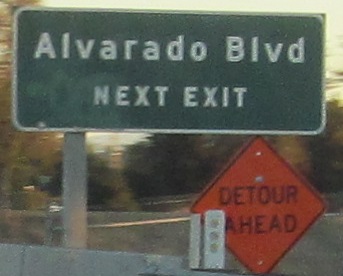 Alvarado Blvd
NEXT EXIT
DETOUR
AHEAD